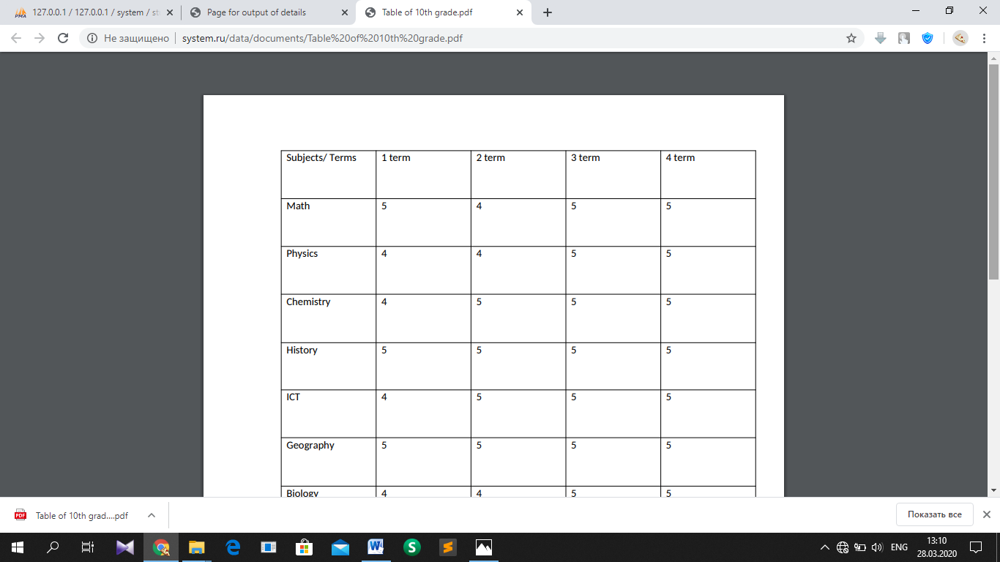 127.0.0.1 / 127.0.0.1 / system / st
Page for output of details
Table of 10th grade.pdf
Не защищено
system.ru/data/documents/Table%20of%2010th%20grade.pdf
Subjects/ Terms 1 term 2 term 3 term 4 term
Math 5 4 5 5
Physics 4 4 5 5
Chemistry 4 5 5 5
History 5 5 5 5
ICT 4 5 5 5
Geography 5 5 5 5
Biology 4 4 5 5
PDF Table of 10th grad....pdf
Показать все
ENG
13:10
28.03.2020